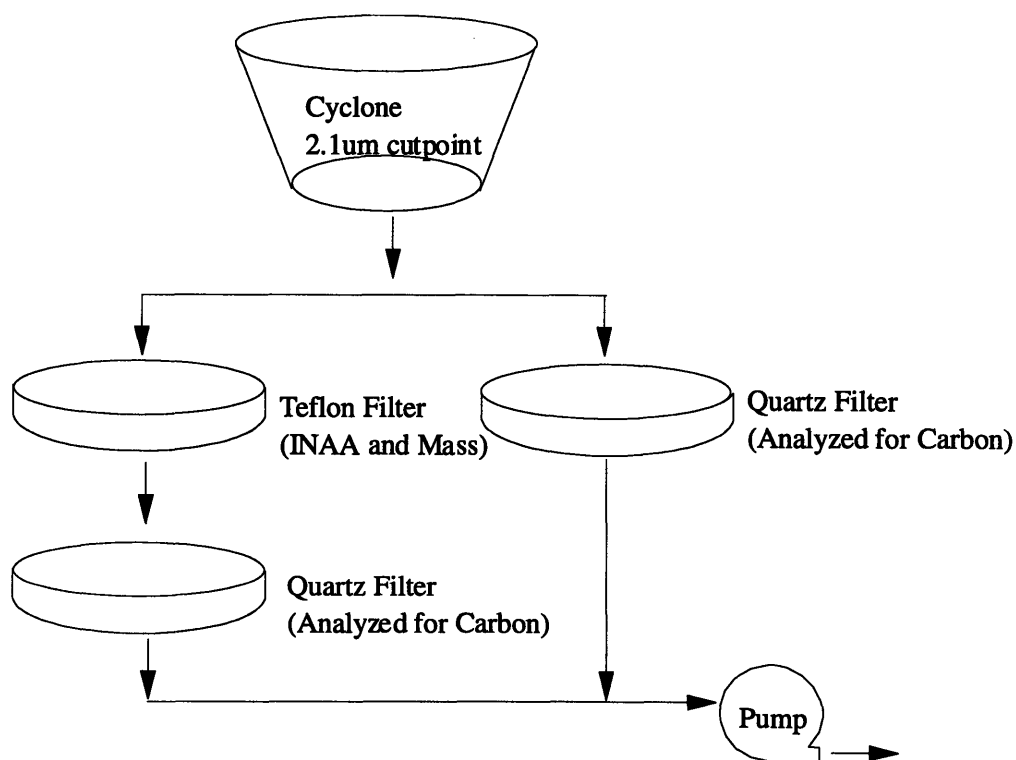 Cyclone
2.1um cutpoint
Teflon Filter
(INAA and Mass)
Quartz Filter
(Analyzed for Carbon)
Quartz Filter
(Analyzed for Carbon)
Pump